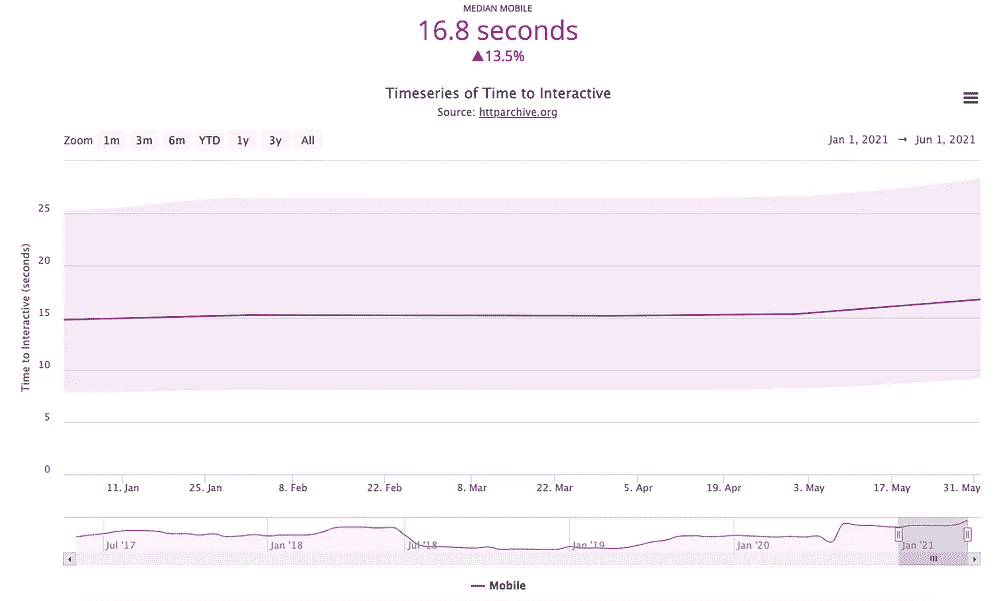 MEDIAN MOBILE
16.8 seconds
▲13.5%
Timeseries of Time to Interactive
Source: httparchive.org
Zoom 1m 3m 6m YTD 1y 3y All
Jan 1, 2021 → Jun 1, 2021
Time to Interactive (seconds)
25
20
15
10
5
0
11. Jan 25. Jan 8. Feb 22. Feb 8. Mar 22. Mar 5. Apr 19. Apr 3. May 17. May 31. May
Jul '17 Jan '18 Jul '18 Jan '19 Jan '20 Jan '21
Mobile